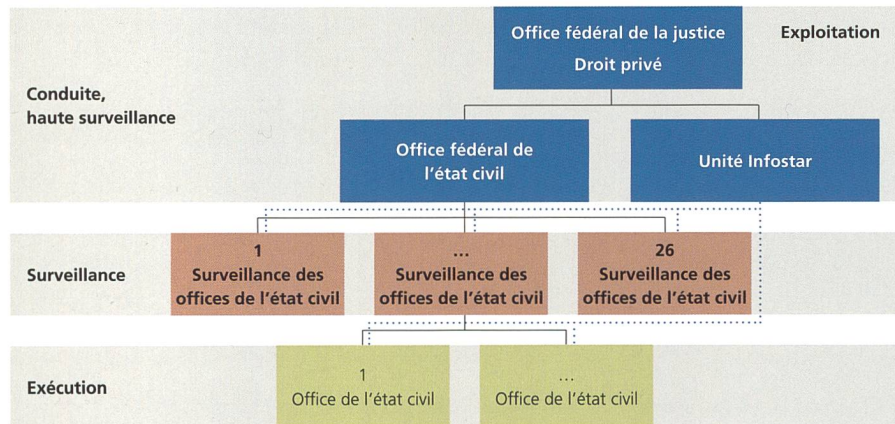 Office fédéral de la justice
Droit privé
Exploitation
Conduite,
haute surveillance
Office fédéral de
l'état civil
Unité Infostar
Surveillance
1
Surveillance des
offices de l'état civil
...
Surveillance des
offices de l'état civil
26
Surveillance des
offices de l'état civil
Exécution
1
Office de l'état civil
...
Office de l'état civil